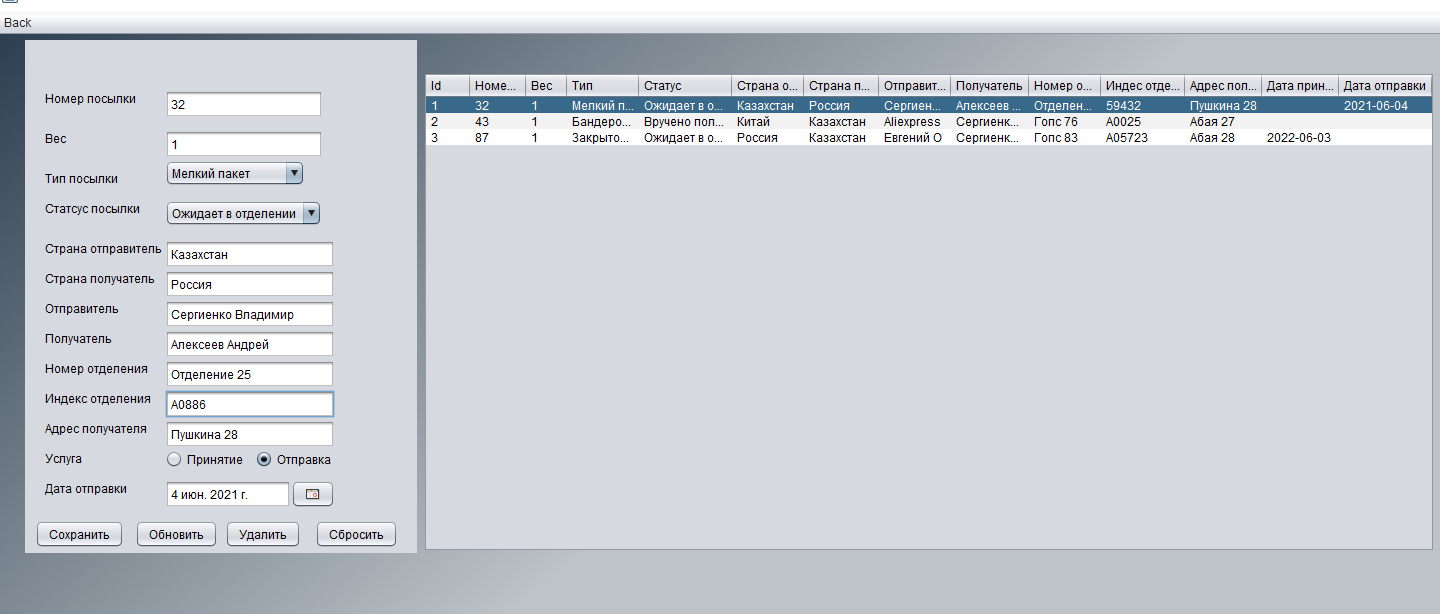 Back
Номер посылки 32
Вес 1
Тип посылки Мелкий пакет
Статсус посылки Ожидает в отделении
Страна отправитель Казахстан
Страна получатель Россия
Отправитель Сергиенко Владимир
Получатель Алексеев Андрей
Номер отделения Отделение 25
Индекс отделения A0886
Адрес получателя Пушкина 28
Услуга Принятие Отправка
Дата отправки 4 июн. 2021 г.
Сохранить Обновить Удалить Сбросить
Id Номе... Вес Тип Статус Страна о... Страна п... Отправит... Получатель Номер о... Индес отде... Адрес пол... Дата прин... Дата отправки
1 32 1 Мелкий п... Ожидает в о... Казахстан Россия Сергиен... Алексеев ... Отделен... 59432 Пушкина 28 2021-06-04
2 43 1 Бандеро... Вручено пол... Китай Казахстан Aliexpress Сергиенк... Гопс 76 A0025 Абая 27
3 87 1 Закрыто... Ожидает в о... Россия Казахстан Евгений О Сергиенк... Гопс 83 A05723 Абая 28 2022-06-03